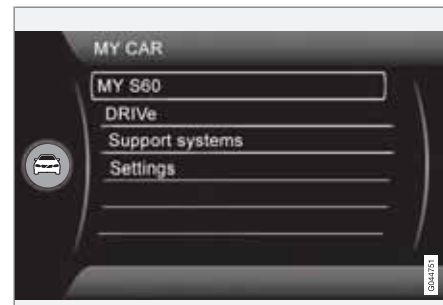 MY CAR
MY S60
DRIVe
Support systems
Settings
G044751